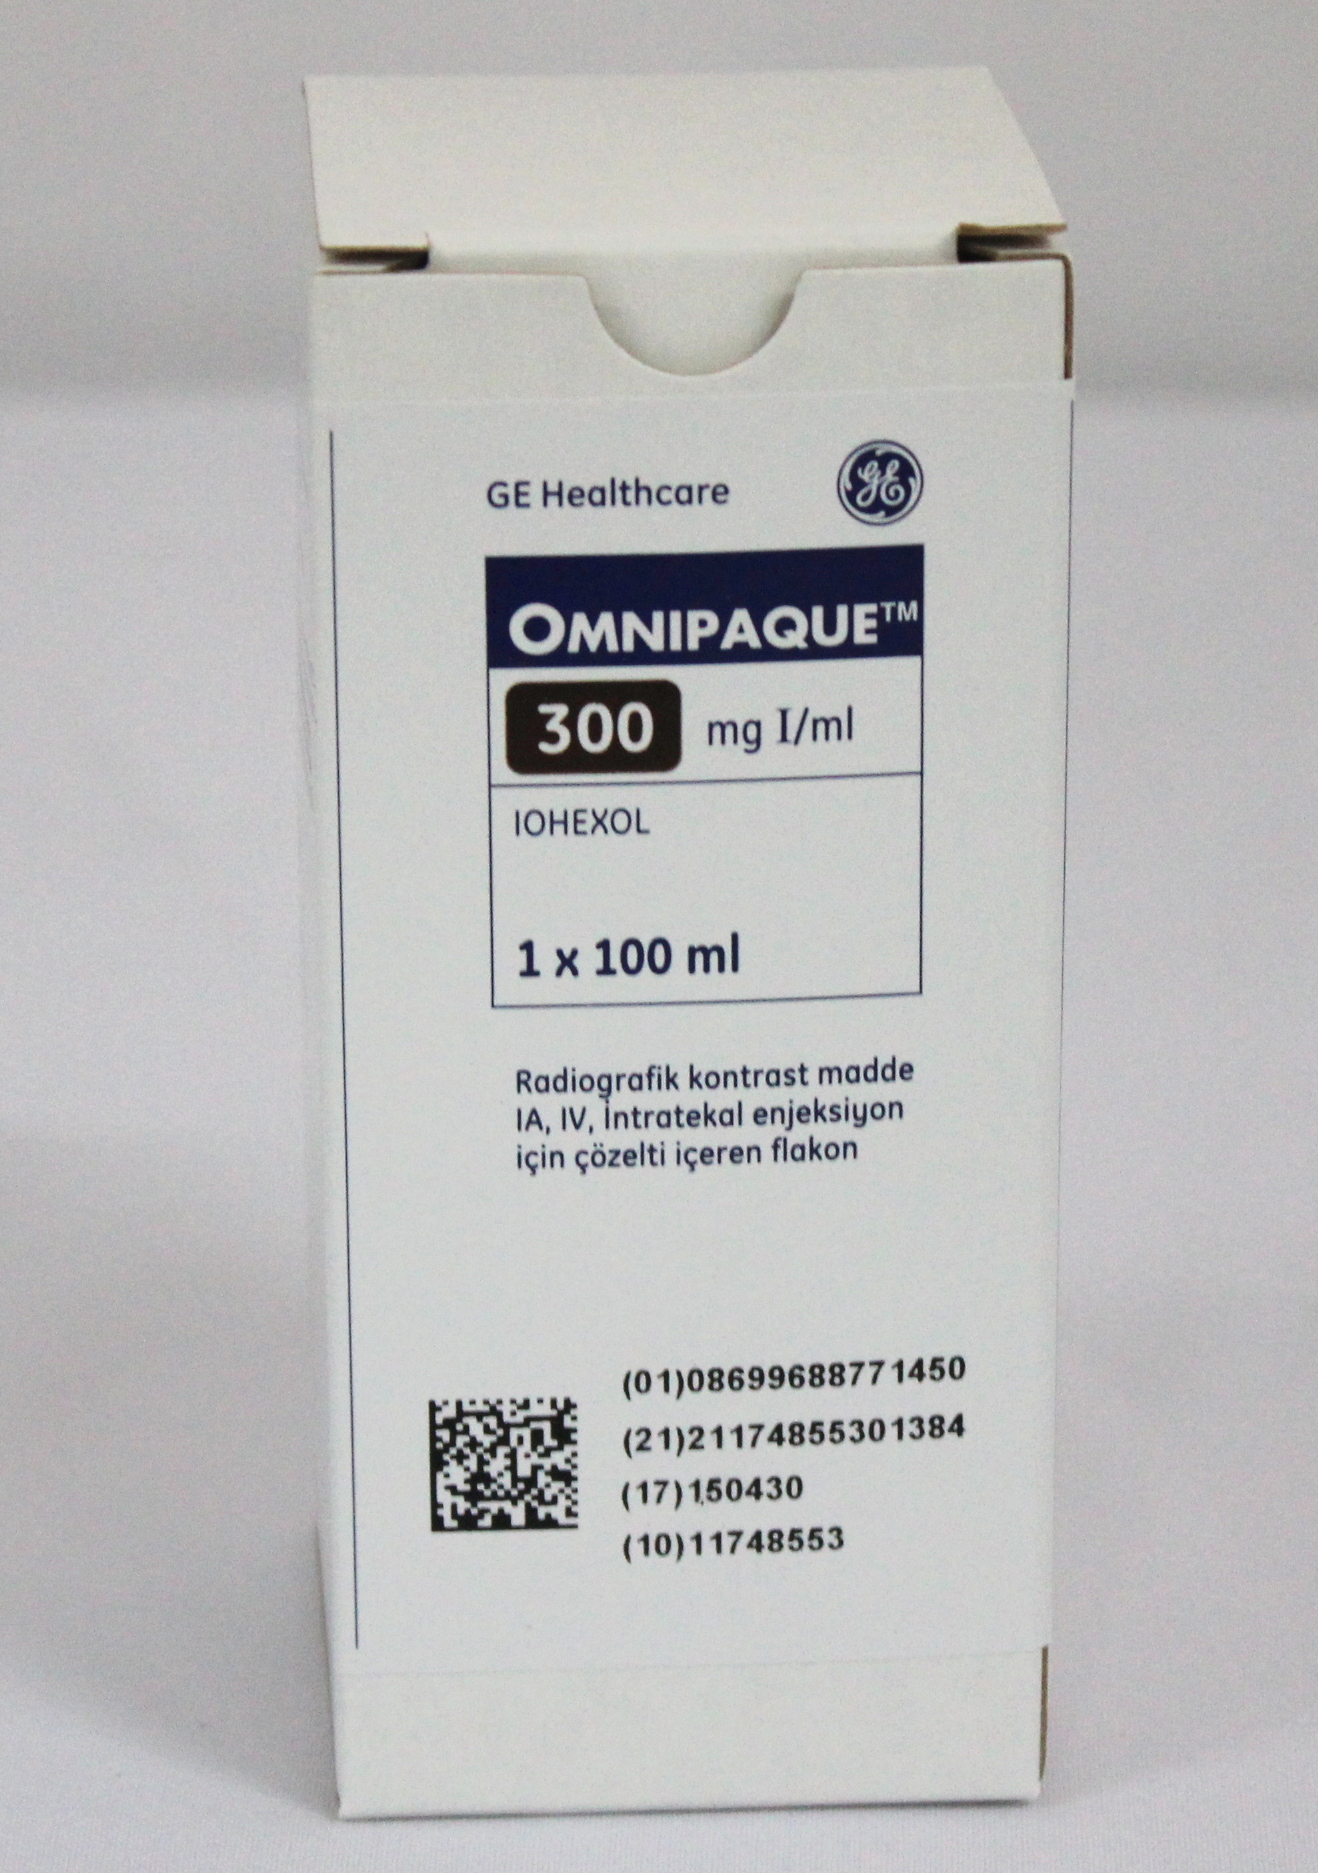 GE Healthcare
GE
OMNIPAQUE™
300 mg I/ml
IOHEXOL
1 x 100 ml
Radiografik kontrast madde
IA, IV, İntratekal enjeksiyon
için çözelti içeren flakon
(01)08699688771450
(21)21174855301384
(17)150430
(10)11748553